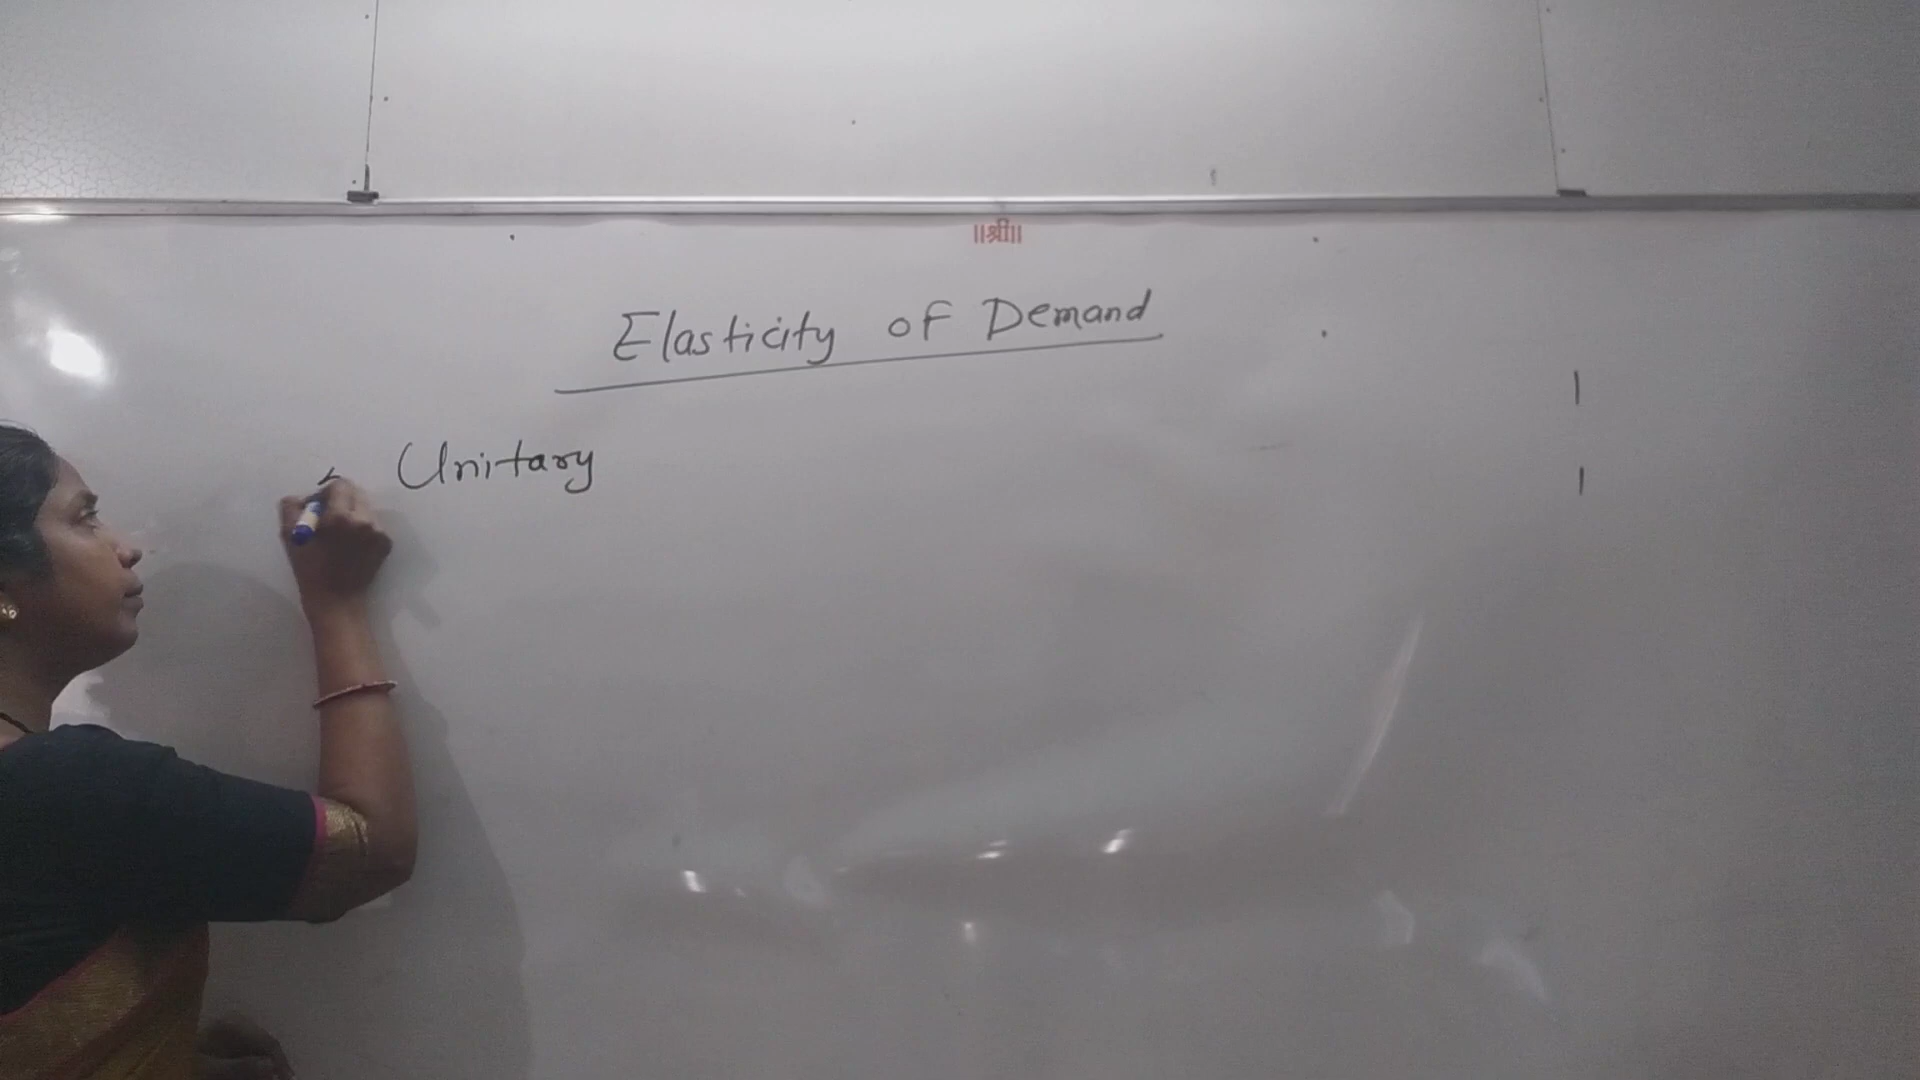 ||श्री||
Elasticity of Demand
Unitary